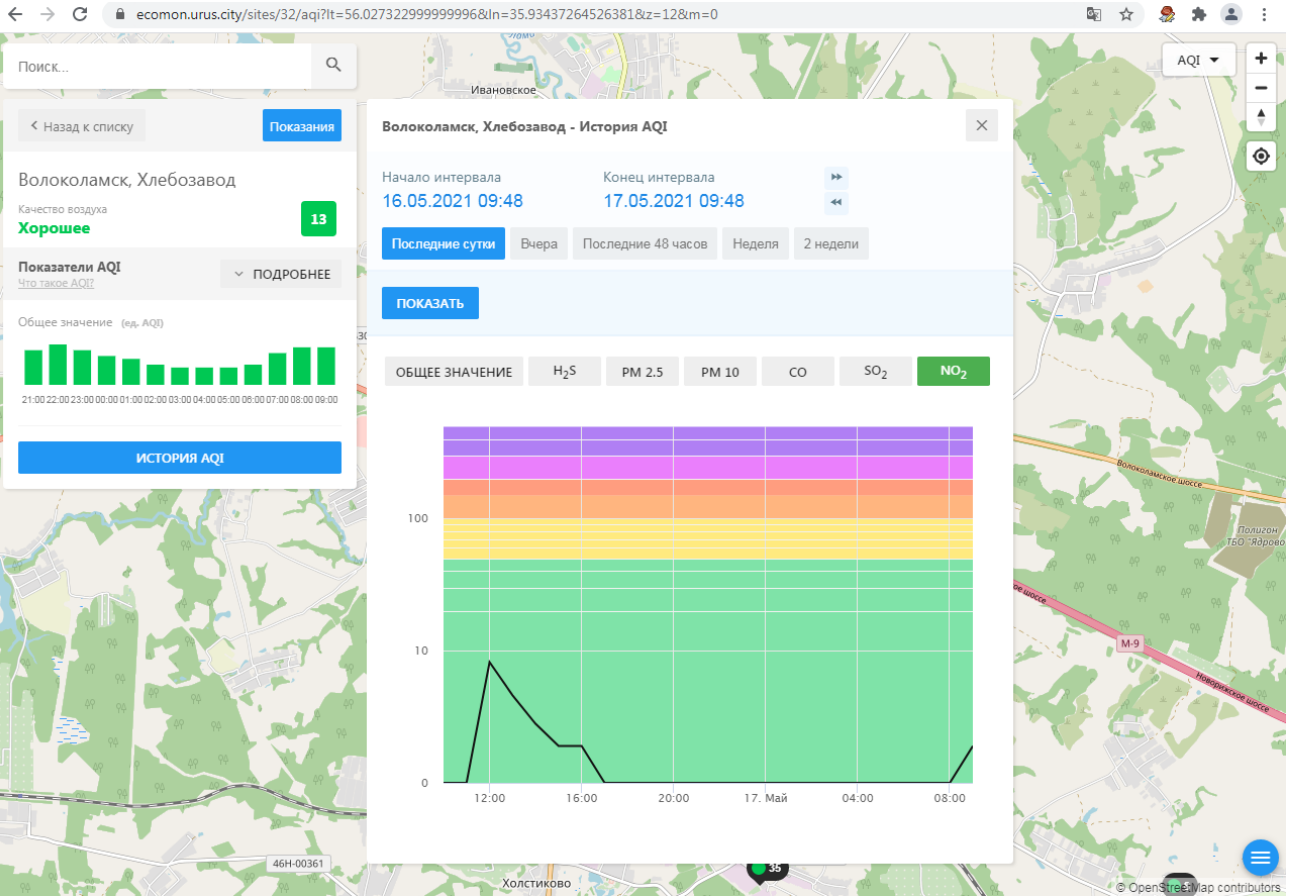 ecomon.urus.city/sites/32/aqi?lt=56.027322999999996&ln=35.93437264526381&z=12&m=0
Поиск...
AQI
Ивановское
Назад к списку
Показания
Волоколамск, Хлебозавод - История AQI
Волоколамск, Хлебозавод
Качество воздуха
Хорошее
13
Начало интервала
Конец интервала
16.05.2021 09:48
17.05.2021 09:48
Последние сутки
Вчера
Последние 48 часов
Неделя
2 недели
Показатели AQI
Что такое AQI?
ПОДРОБНЕЕ
ПОКАЗАТЬ
Общее значение (ед. AQI)
21:00 22:00 23:00 00:00 01:00 02:00 03:00 04:00 05:00 06:00 07:00 08:00 09:00
ИСТОРИЯ AQI
ОБЩЕЕ ЗНАЧЕНИЕ
H2S
PM 2.5
PM 10
CO
SO2
NO2
100
10
0
12:00
16:00
20:00
17. Май
04:00
08:00
Волоколамское шоссе
Полигон
ТБО "Ядрово
ое шоссе
М-9
Новорижское шоссе
46Н-00361
35
Холстиково
© OpenStreetMap contributors